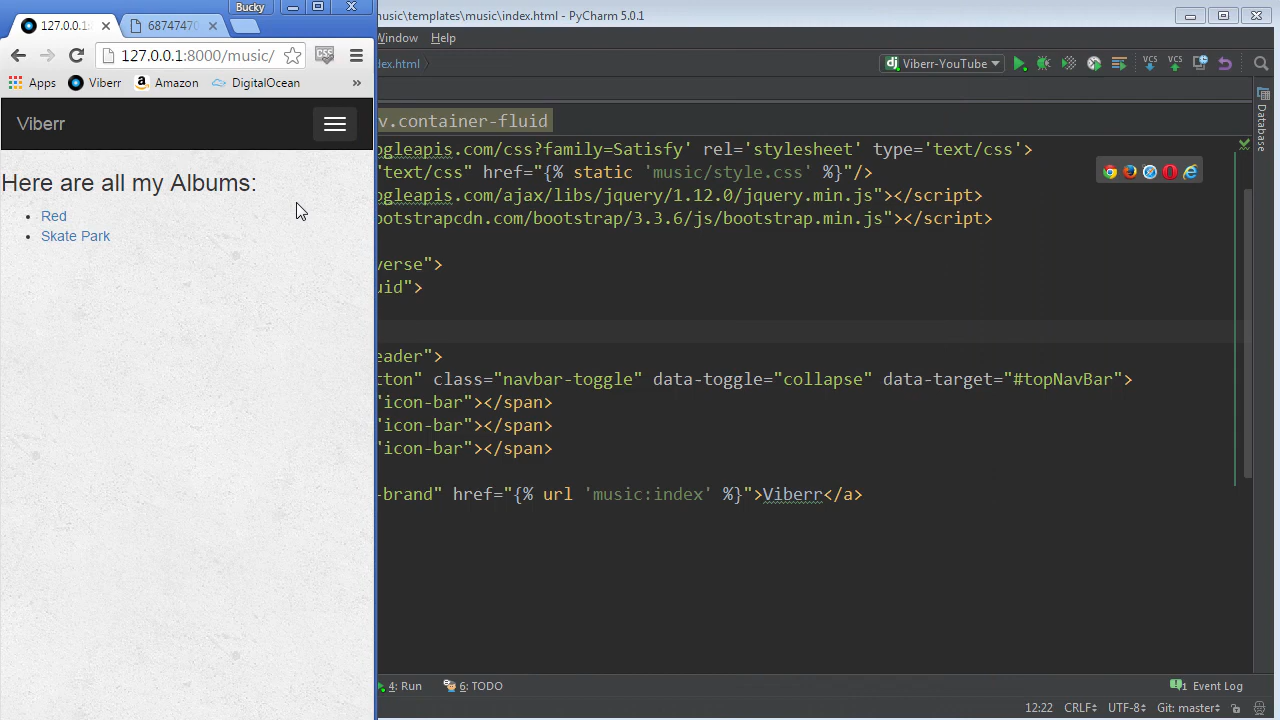 Bucky
127.0.0.1:
68747470
127.0.0.1:8000/music/
CSS
Apps
Viberr
Amazon
DigitalOcean
»
Viberr
Here are all my Albums:
Red
Skate Park
music\templates\music\index.html - PyCharm 5.0.1
Window
Help
dex.html
Viberr-YouTube
VCS
VCS
v.container-fluid
ogleapis.com/css?family=Satisfy' rel='stylesheet' type='text/css'>
"text/css" href="{% static 'music/style.css' %}"/>
ogleapis.com/ajax/libs/jquery/1.12.0/jquery.min.js"></script>
ootstrapcdn.com/bootstrap/3.3.6/js/bootstrap.min.js"></script>
verse">
uid">
eader">
tton" class="navbar-toggle" data-toggle="collapse" data-target="#topNavBar">
"icon-bar"></span>
"icon-bar"></span>
"icon-bar"></span>
-brand" href="{% url 'music:index' %}">Viberr</a>
Database
4: Run
6: TODO
1 Event Log
12:22
CRLF
UTF-8
Git: master